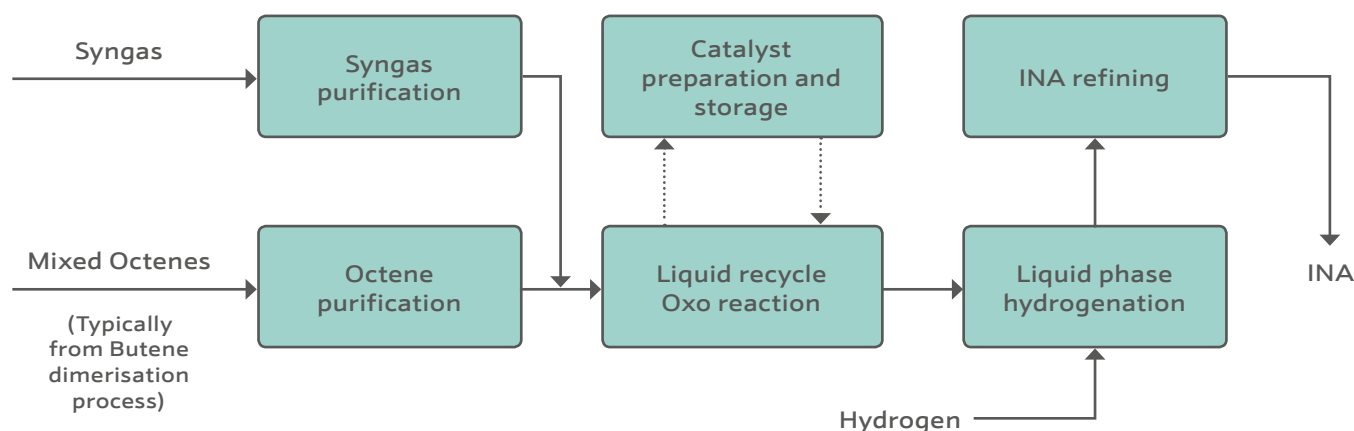 Syngas
Syngas
purification
Catalyst
preparation and
storage
INA refining
Mixed Octenes
(Typically
from Butene
dimerisation
process)
Octene
purification
Liquid recycle
Oxo reaction
Liquid phase
hydrogenation
INA
Hydrogen